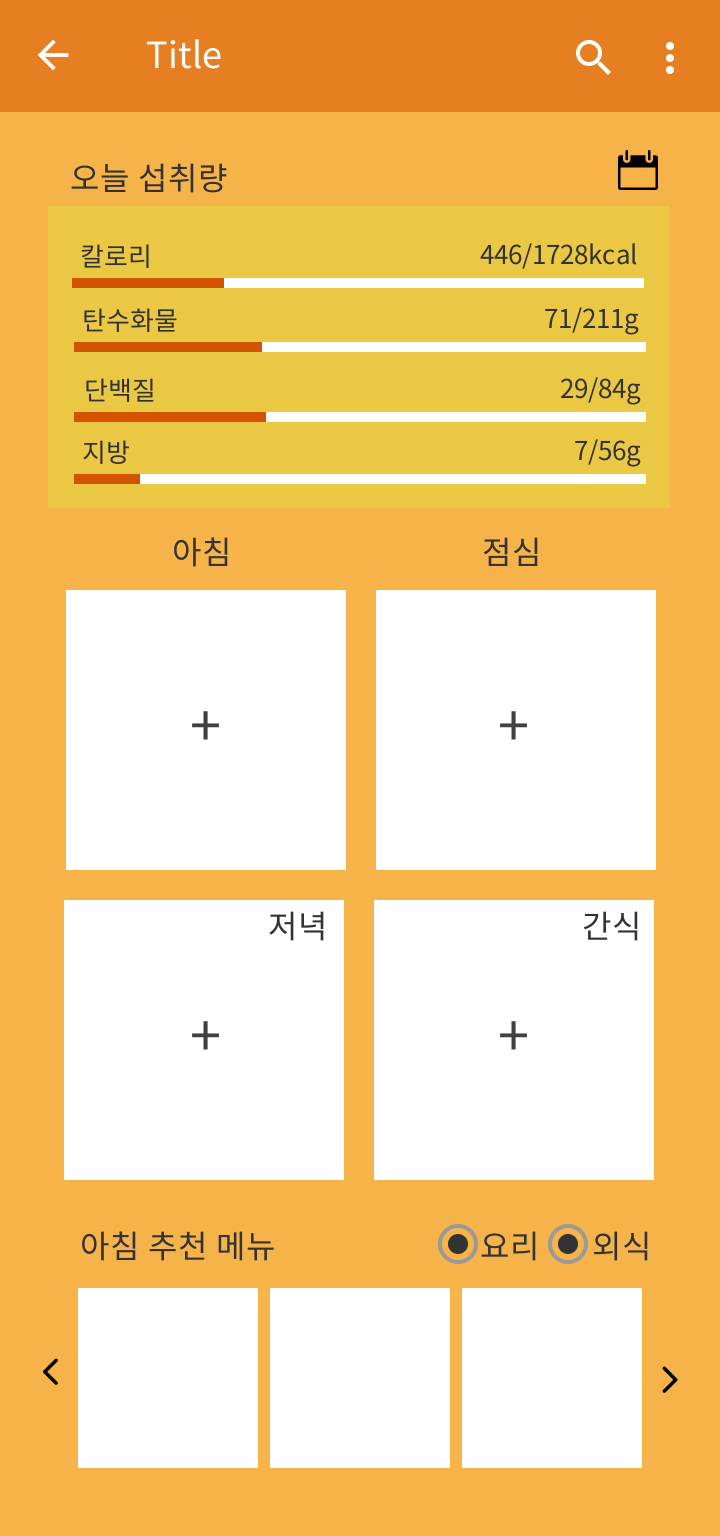 Title
오늘 섭취량
칼로리 446/1728kcal
탄수화물 71/211g
단백질 29/84g
지방 7/56g
아침 점심
저녁 간식
아침 추천 메뉴 요리 외식